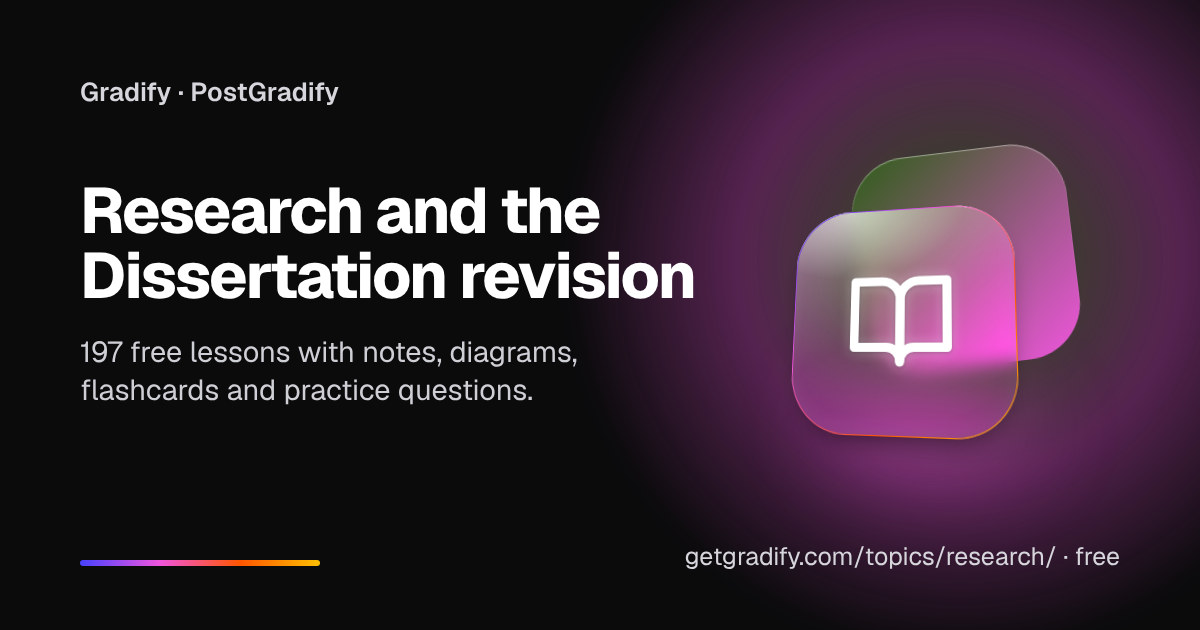 Gradify · PostGradify
Research and the
Dissertation revision
197 free lessons with notes, diagrams,
flashcards and practice questions.
getgradify.com/topics/research/ · free